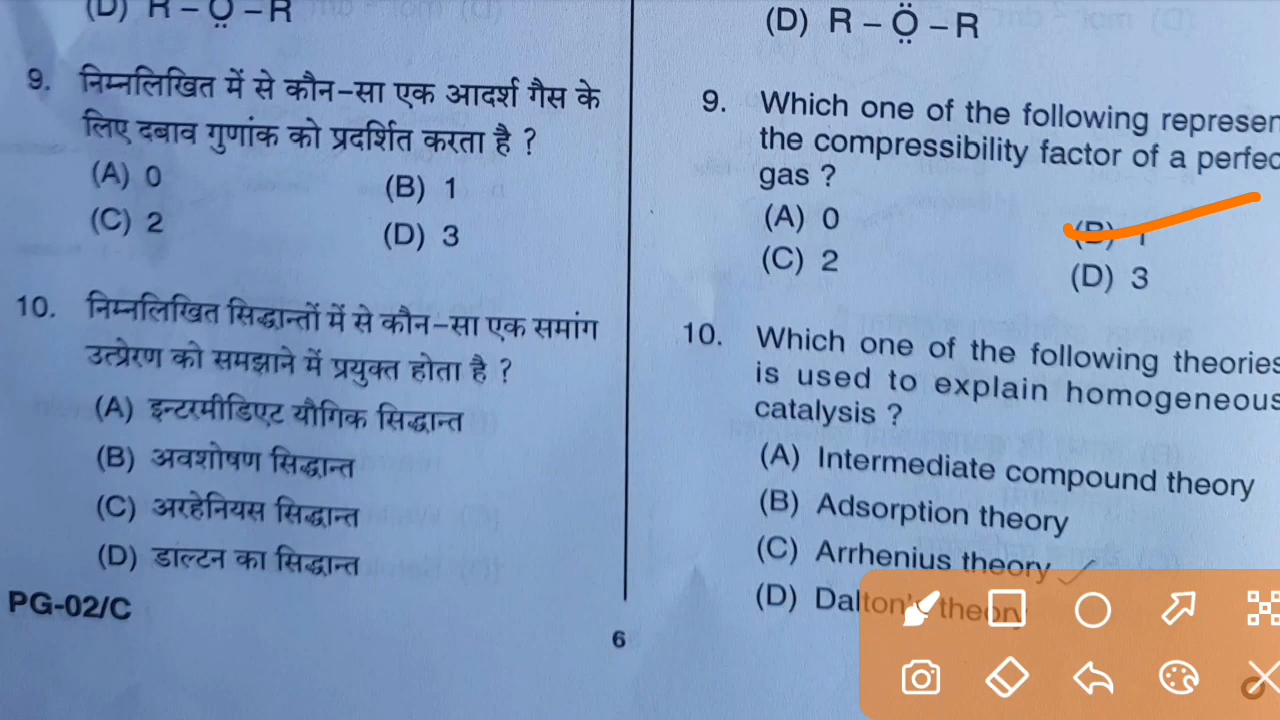 (D) R – Ö – R
9. निम्नलिखित में से कौन-सा एक आदर्श गैस के
लिए दबाव गुणांक को प्रदर्शित करता है ?
(A) 0
(B) 1
(C) 2
(D) 3
10. निम्नलिखित सिद्धान्तों में से कौन-सा एक समांग
उत्प्रेरण को समझाने में प्रयुक्त होता है ?
(A) इन्टरमीडिएट यौगिक सिद्धान्त
(B) अवशोषण सिद्धान्त
(C) अरहेनियस सिद्धान्त
(D) डाल्टन का सिद्धान्त
PG-02/C
6
(D) R – Ö – R
9. Which one of the following represen
the compressibility factor of a perfec
gas ?
(A) 0
(B) 1
(C) 2
(D) 3
10. Which one of the following theories
is used to explain homogeneous
catalysis ?
(A) Intermediate compound theory
(B) Adsorption theory
(C) Arrhenius theory
(D) Dalton's theory